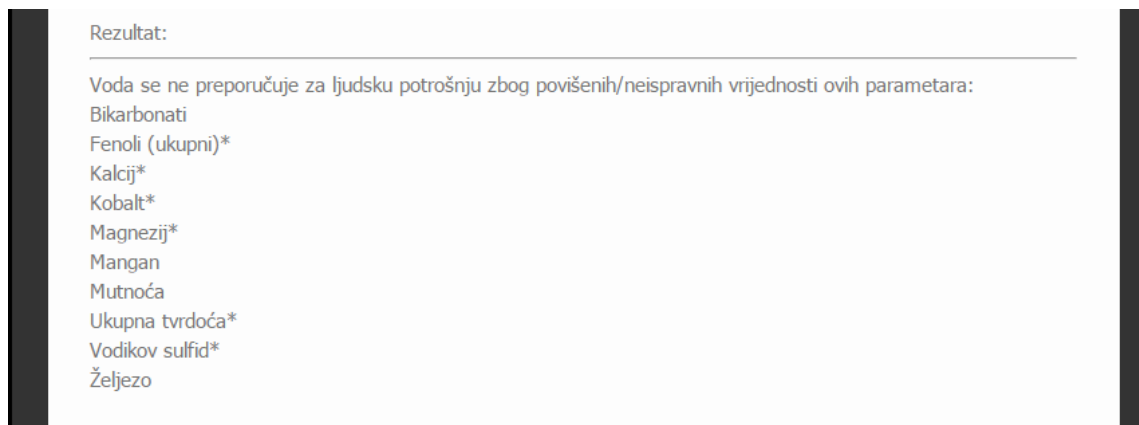 Rezultat:
Voda se ne preporučuje za ljudsku potrošnju zbog povišenih/neispravnih vrijednosti ovih parametara:
Bikarbonati
Fenoli (ukupni)*
Kalcij*
Kobalt*
Magnezij*
Mangan
Mutnoća
Ukupna tvrdoća*
Vodikov sulfid*
Željezo